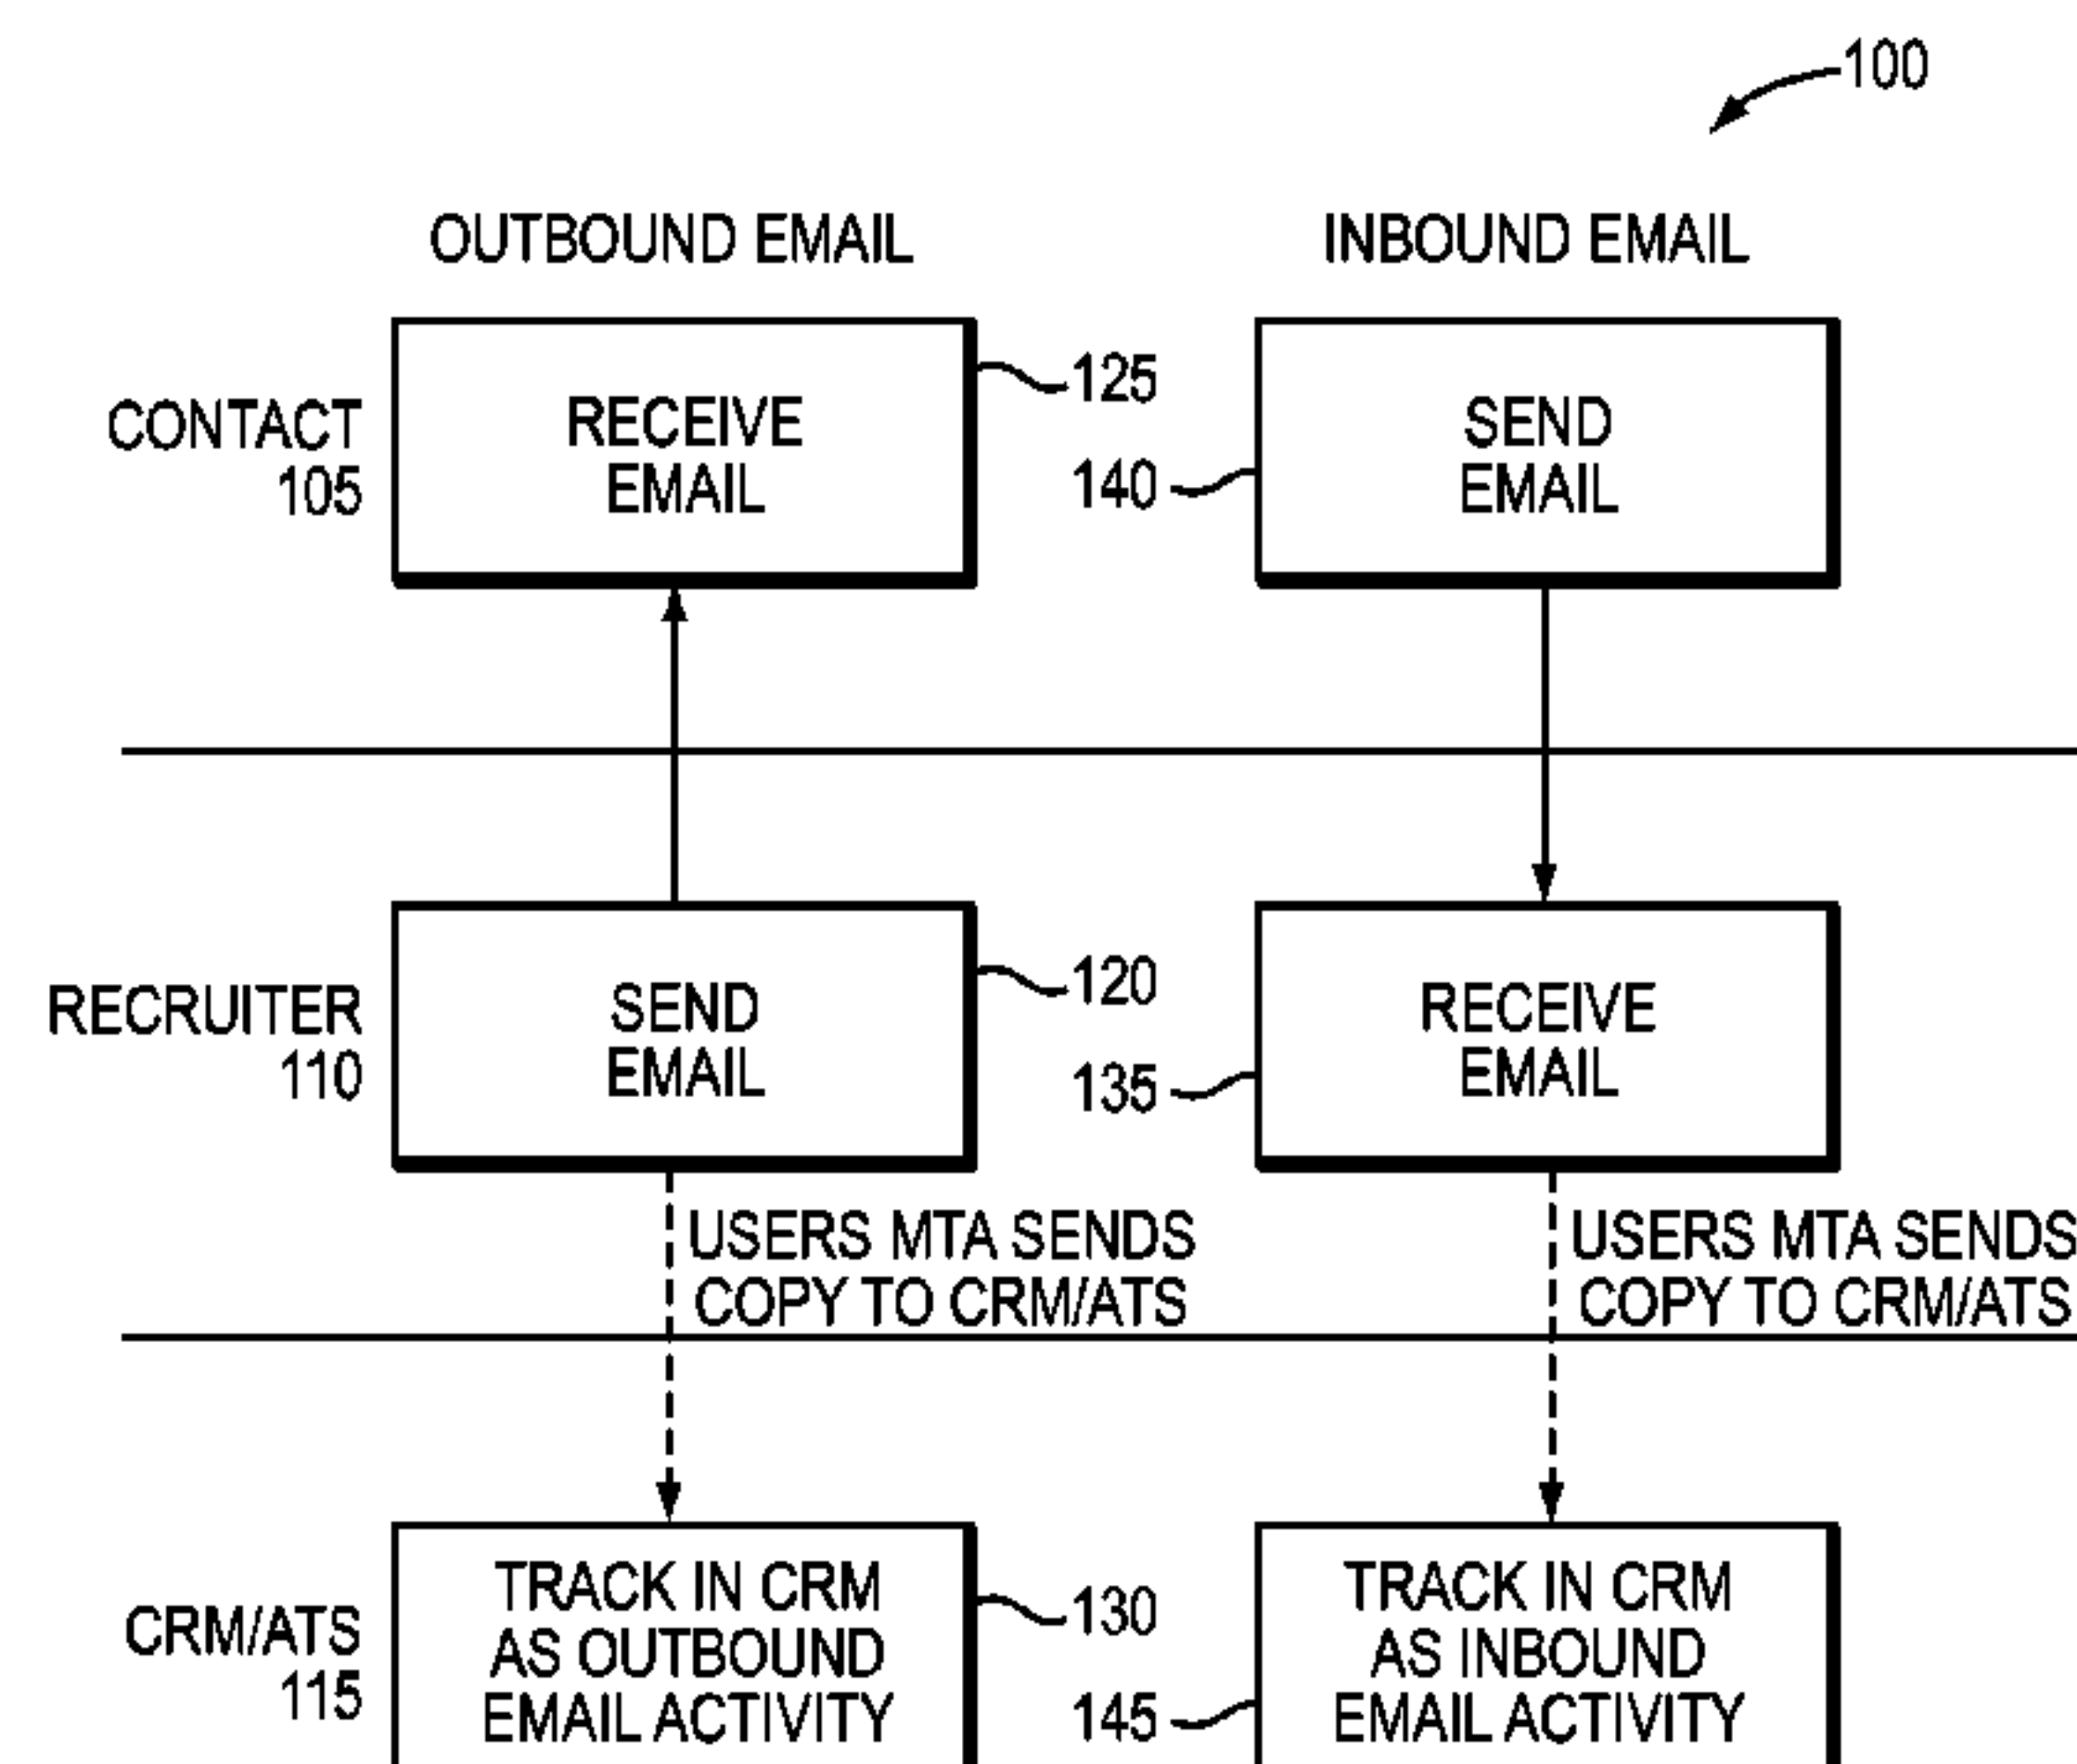 100
OUTBOUND EMAIL
INBOUND EMAIL
CONTACT
105
RECEIVE
EMAIL
125
140
SEND
EMAIL
RECRUITER
110
SEND
EMAIL
120
135
RECEIVE
EMAIL
USERS MTA SENDS
COPY TO CRM/ATS
USERS MTA SENDS
COPY TO CRM/ATS
CRM/ATS
115
TRACK IN CRM
AS OUTBOUND
EMAIL ACTIVITY
130
145
TRACK IN CRM
AS INBOUND
EMAIL ACTIVITY